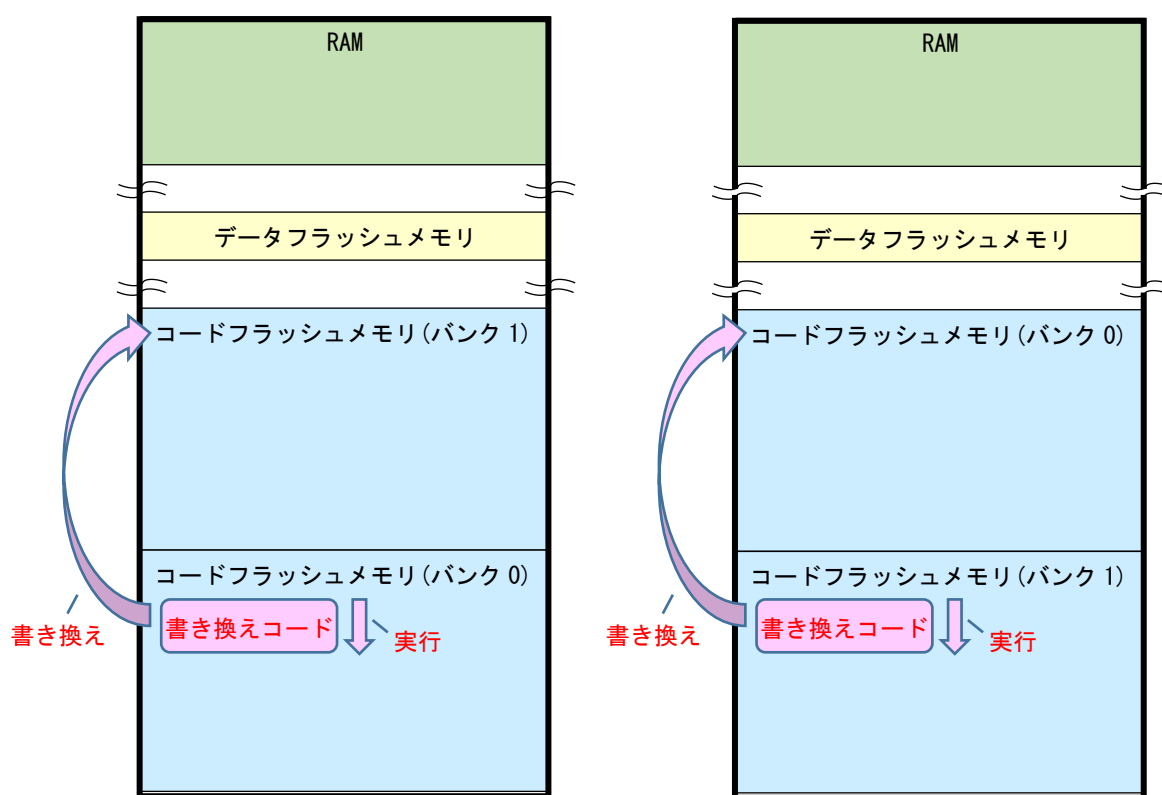 RAM
データフラッシュメモリ
コードフラッシュメモリ(バンク 1)
コードフラッシュメモリ(バンク 0)
書き換えコード
実行
書き換え
RAM
データフラッシュメモリ
コードフラッシュメモリ(バンク 0)
コードフラッシュメモリ(バンク 1)
書き換えコード
実行
書き換え